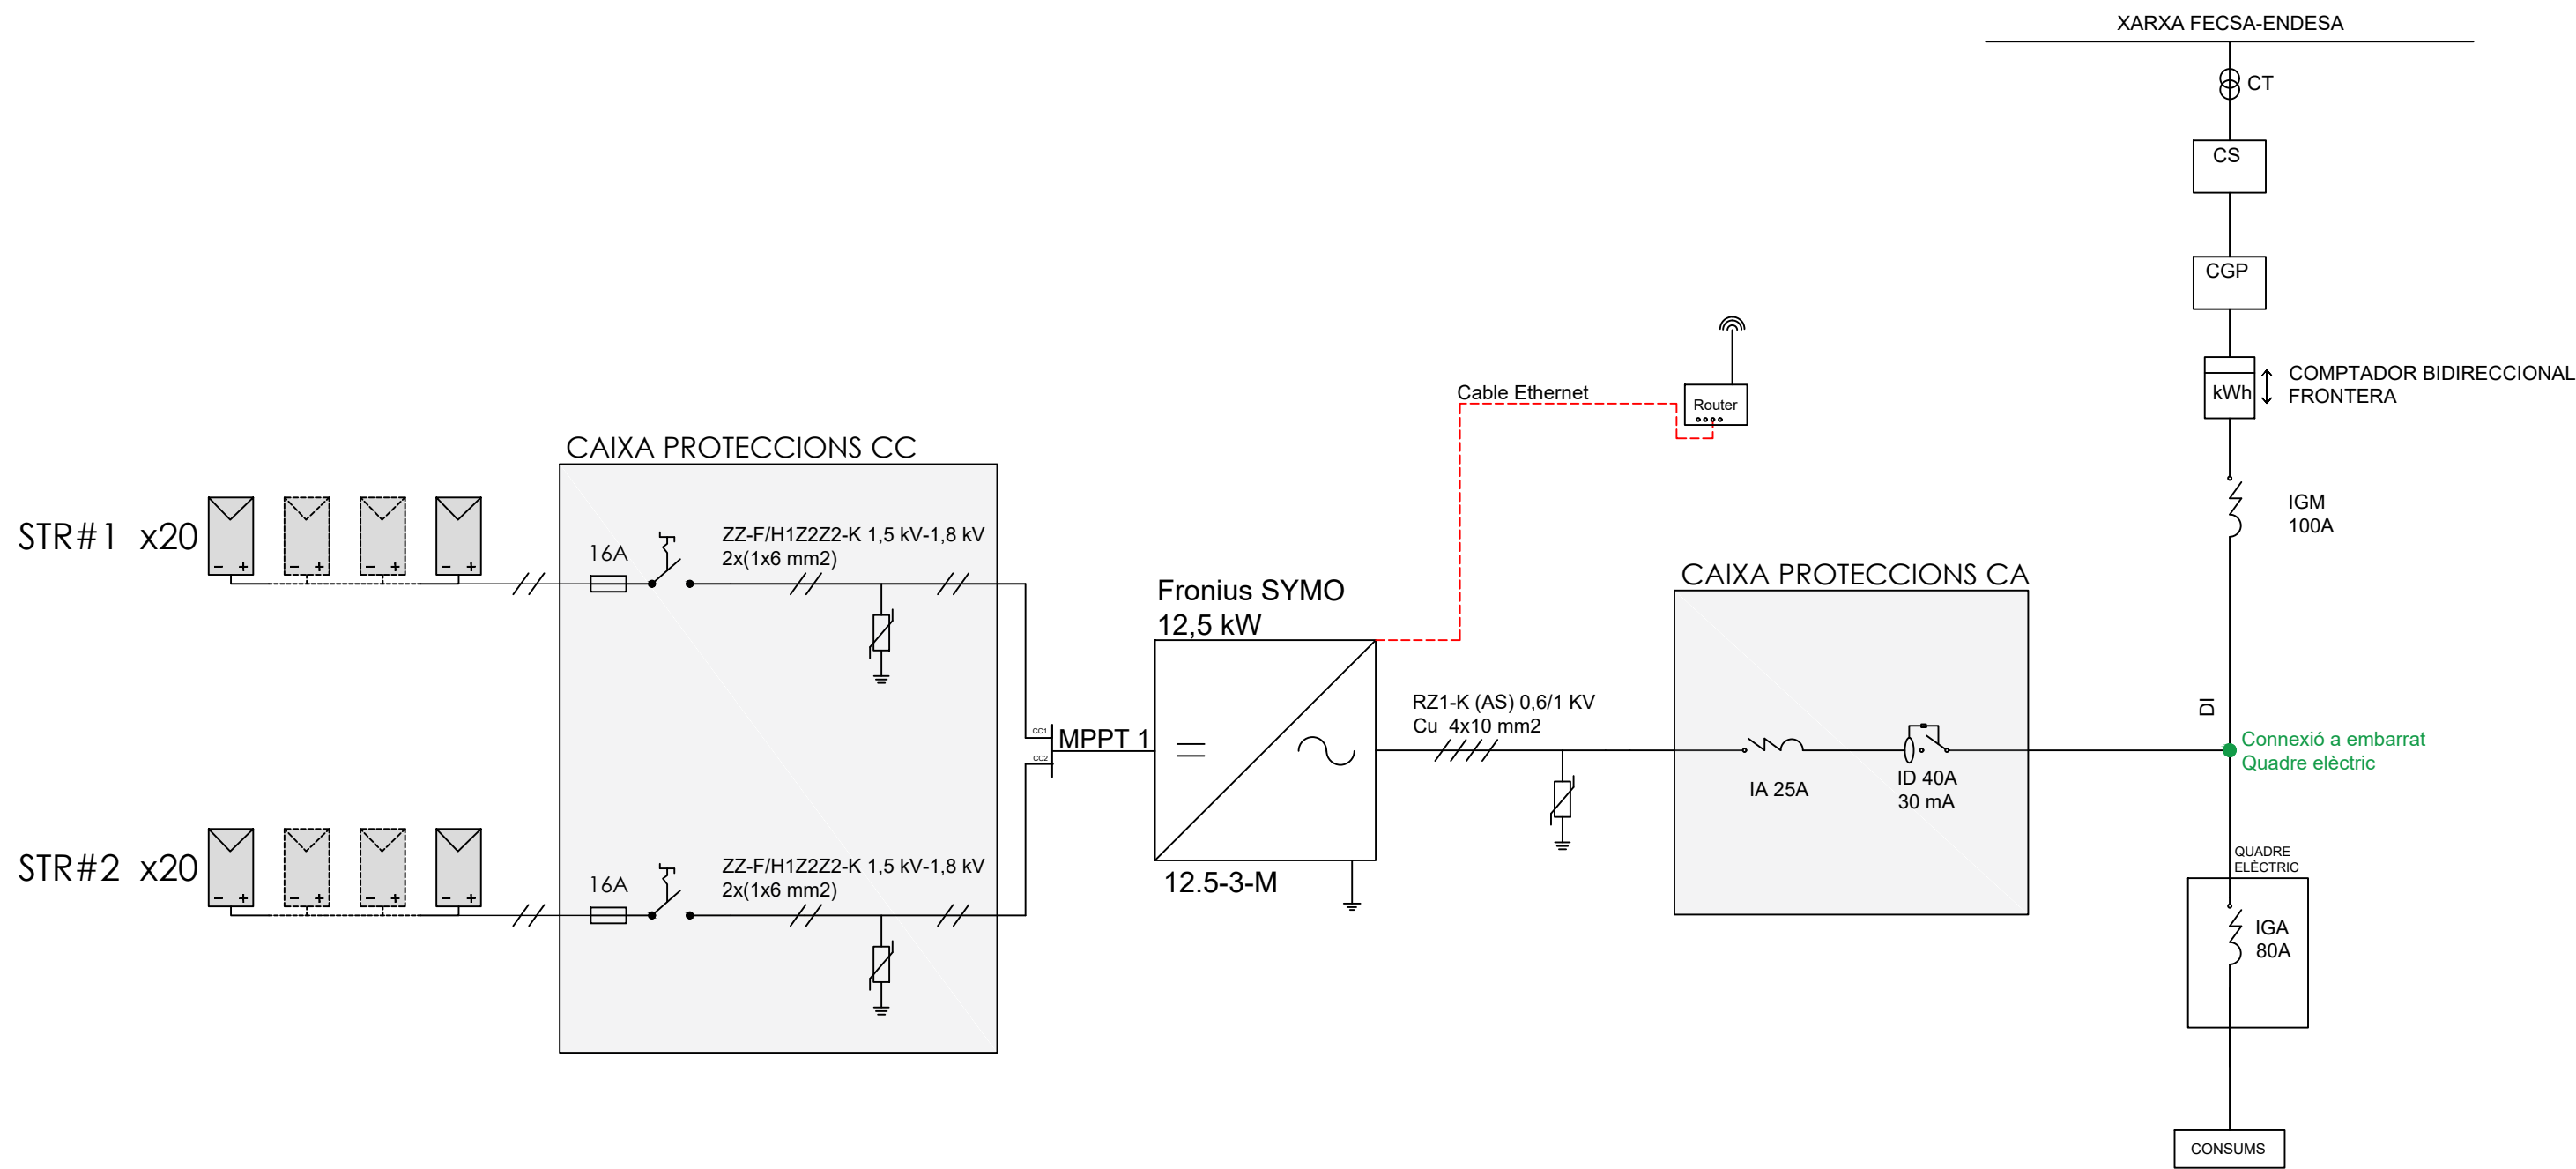 XARXA FECSA-ENDESA
CT
CS
CGP
kWh
COMPTADOR BIDIRECCIONAL
FRONTERA
Cable Ethernet
Router
CAIXA PROTECCIONS CC
STR#1 x20
- +
- +
- +
- +
16A
ZZ-F/H1Z2Z2-K 1,5 kV-1,8 kV
2x(1x6 mm2)
IGM
100A
Fronius SYMO
12,5 kW
CAIXA PROTECCIONS CA
RZ1-K (AS) 0,6/1 KV
Cu 4x10 mm2
DI
CC1
MPPT 1
CC2
=
Connexió a embarrat
Quadre elèctric
IA 25A
ID 40A
30 mA
STR#2 x20
- +
- +
- +
- +
16A
ZZ-F/H1Z2Z2-K 1,5 kV-1,8 kV
2x(1x6 mm2)
12.5-3-M
QUADRE
ELÈCTRIC
IGA
80A
CONSUMS